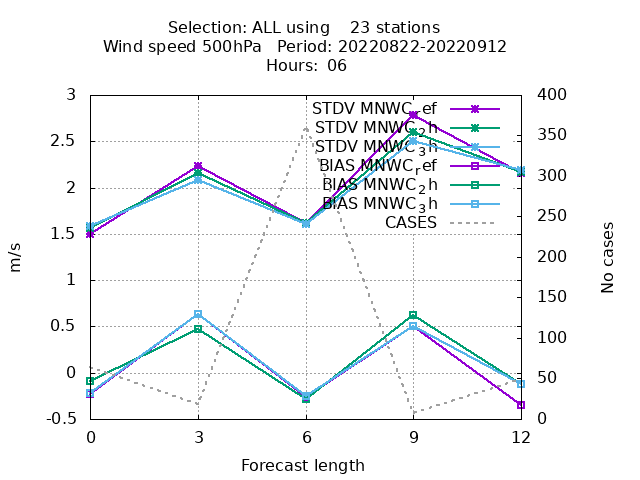 Selection: ALL using    23 stations
Wind speed 500hPa   Period: 20220822-20220912
Hours: 06
STDV MNWC_ref
STDV MNWC_2h
STDV MNWC_3h
BIAS MNWC_ref
BIAS MNWC_2h
BIAS MNWC_3h
CASES
3
2.5
2
1.5
1
0.5
0
-0.5
m/s
400
350
300
250
200
150
100
50
0
No cases
0 3 6 9 12
Forecast length